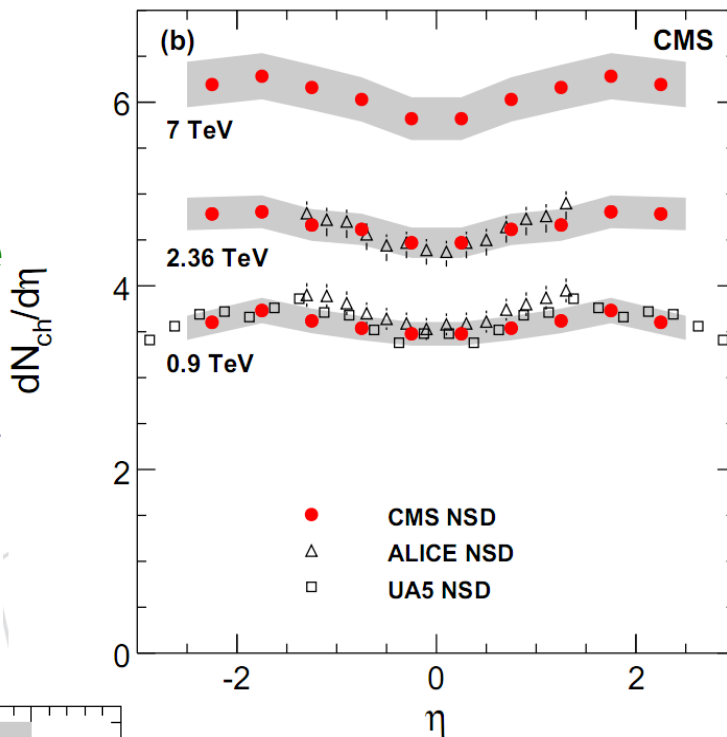 (b) CMS
6
7 TeV
2.36 TeV
4
0.9 TeV
dN_ch/dη
2
CMS NSD
ALICE NSD
UA5 NSD
0
-2 0 2
η